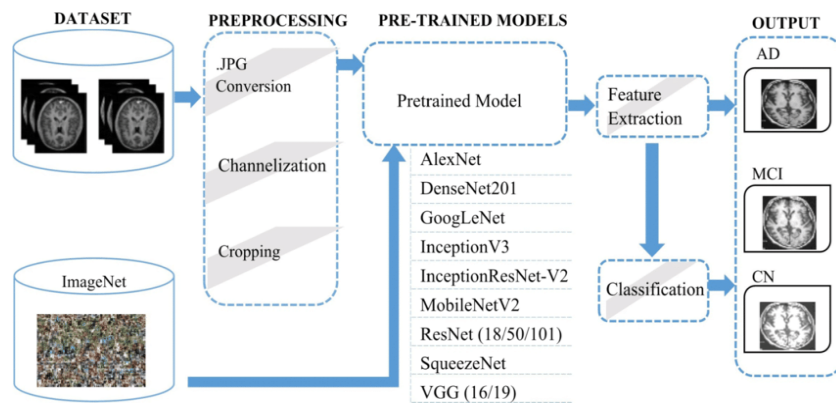 DATASET
PREPROCESSING
PRE-TRAINED MODELS
OUTPUT
.JPG
Conversion
Channelization
Cropping
ImageNet
Pretrained Model
AlexNet
DenseNet201
GoogLeNet
InceptionV3
InceptionResNet-V2
MobileNetV2
ResNet (18/50/101)
SqueezeNet
VGG (16/19)
Feature
Extraction
Classification
AD
MCI
CN